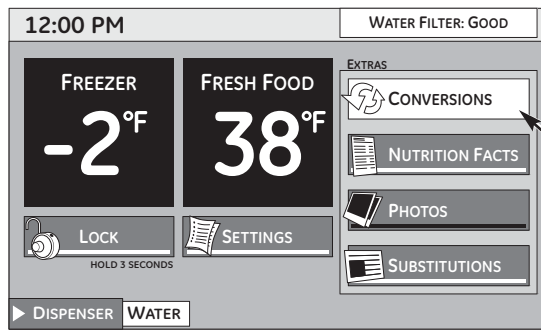 12:00 PM
WATER FILTER: GOOD
EXTRAS
FREEZER
-2°F
FRESH FOOD
38°F
CONVERSIONS
NUTRITION FACTS
PHOTOS
SUBSTITUTIONS
LOCK
HOLD 3 SECONDS
SETTINGS
DISPENSER WATER